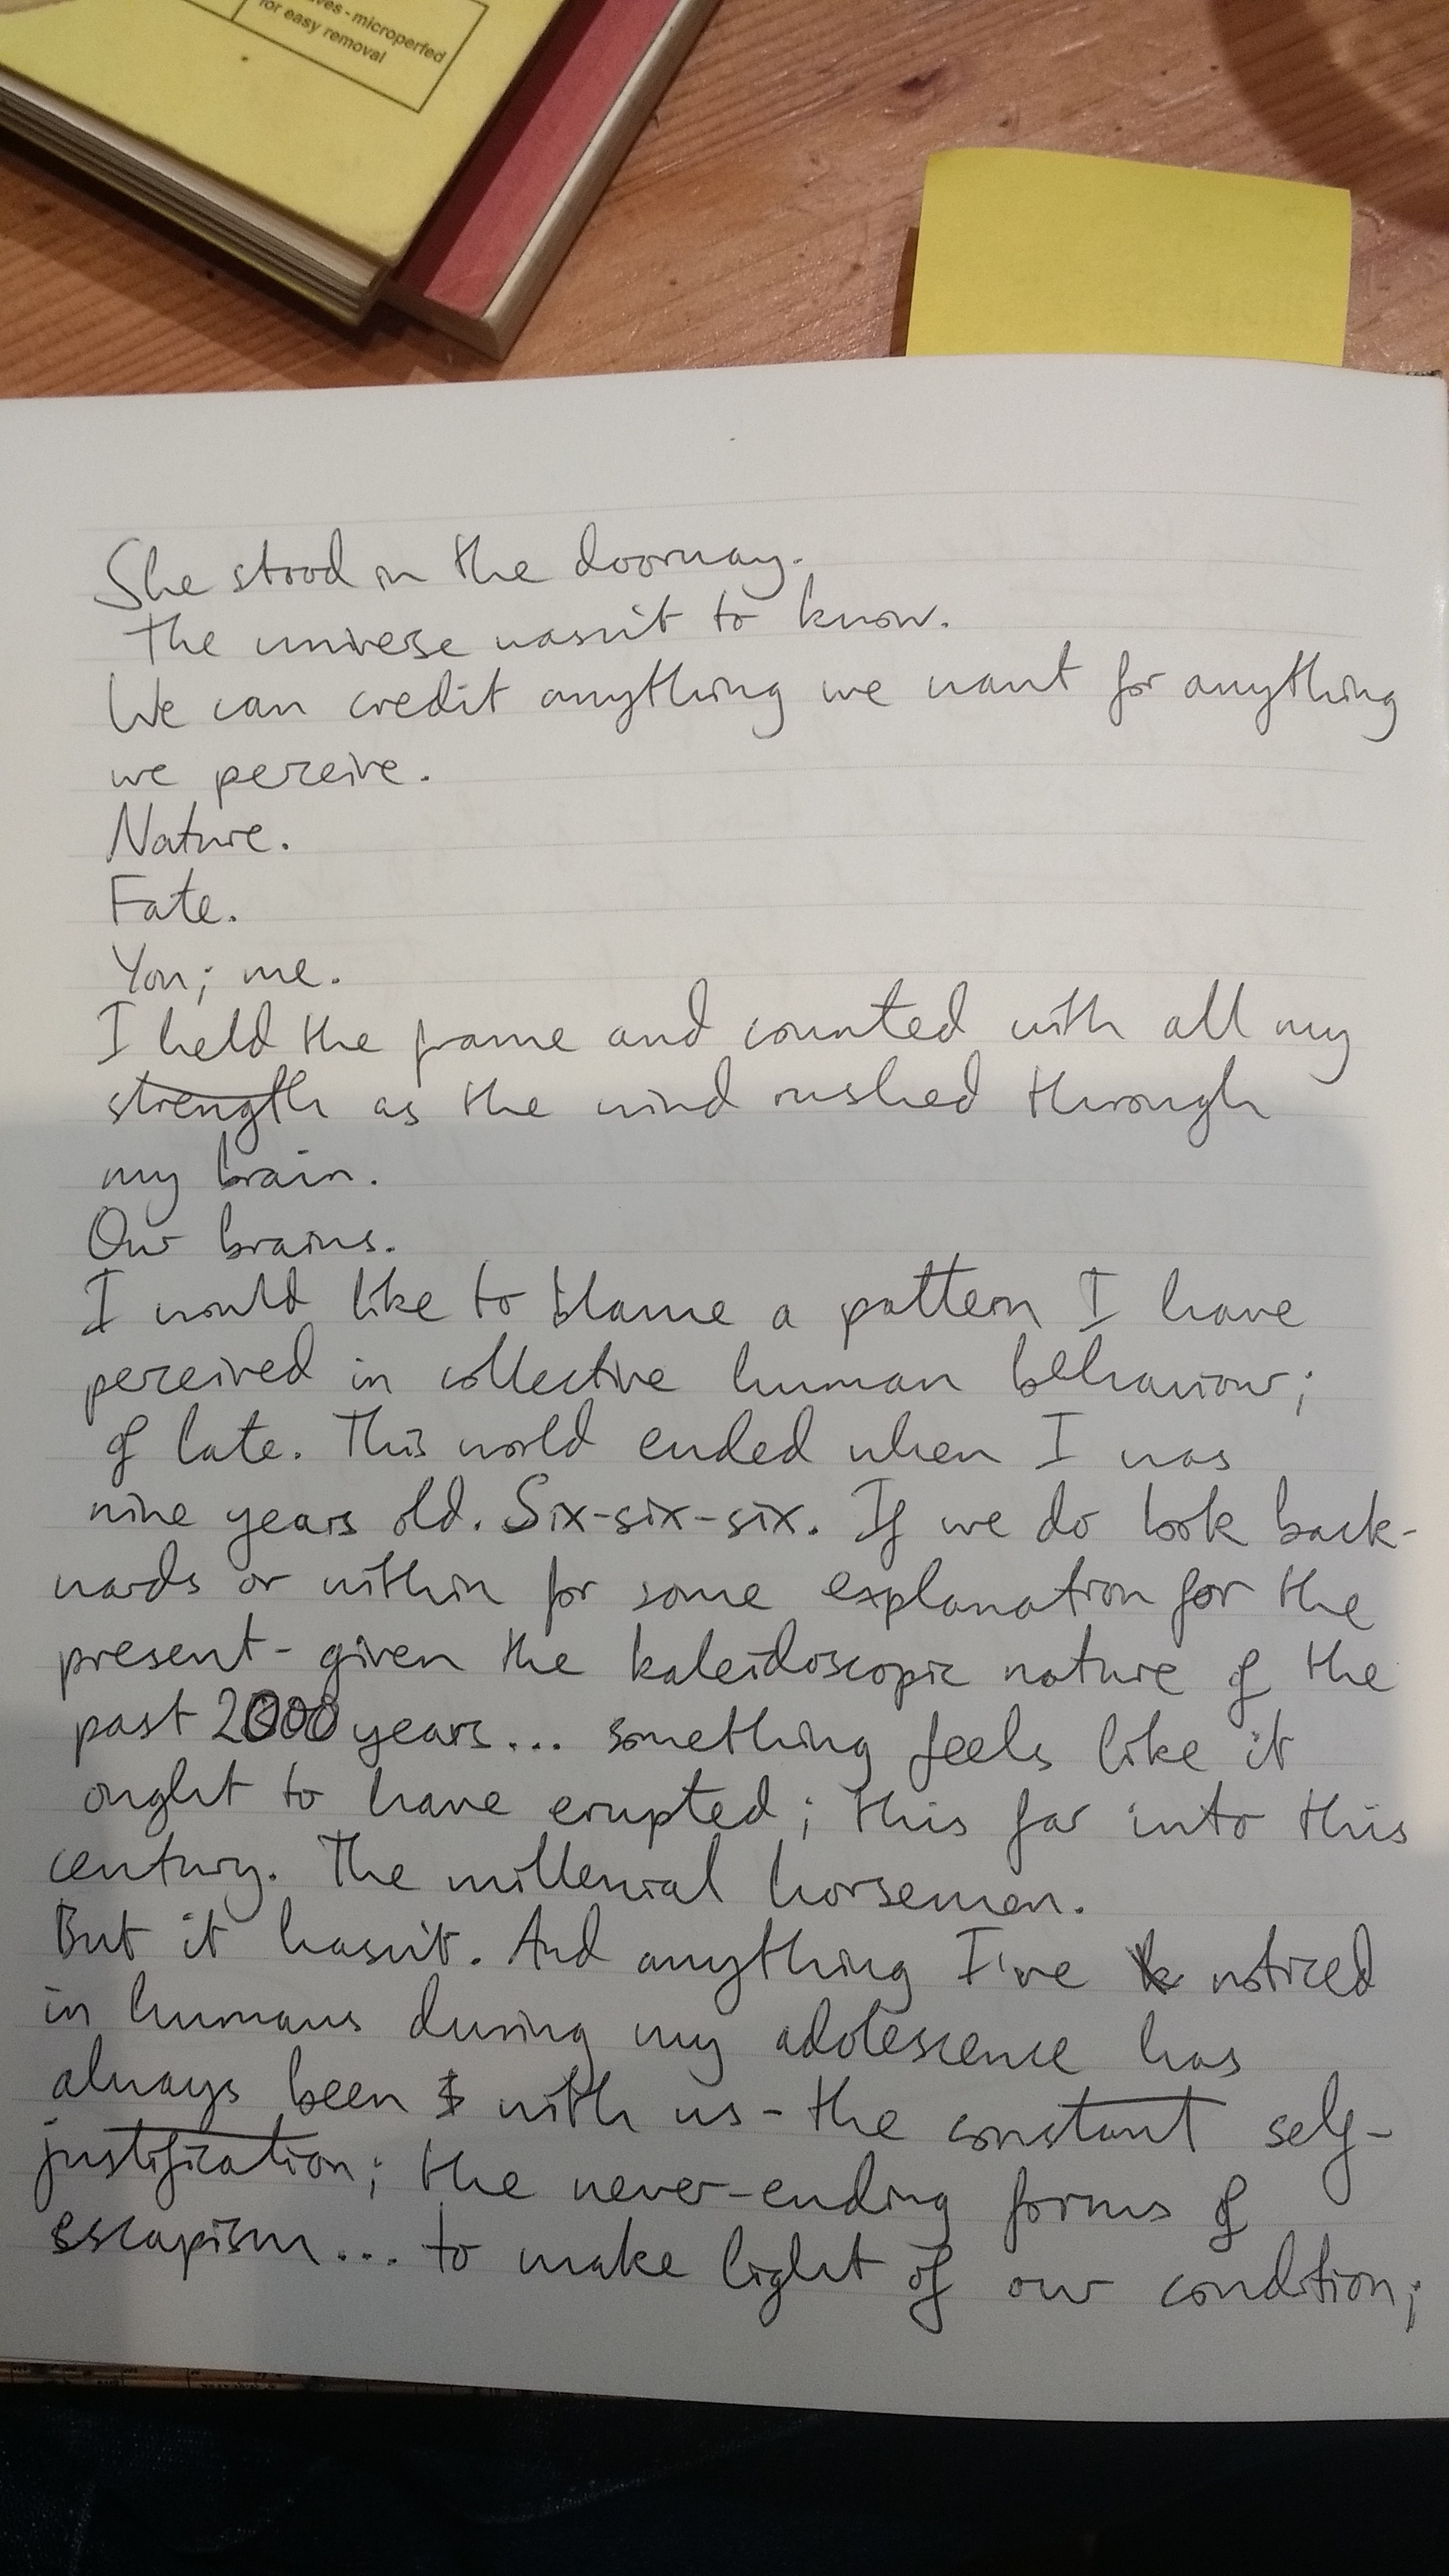 ves - microperfed
for easy removal
She stood in the doorway.
The universe wasn't to know.
We can credit anything we want for anything
we perceive.
Nature.
Fate.
You; me.
I held the frame and counted with all my
strength as the wind rushed through
my brain.
Our brains.
I would like to blame a pattern I have
perceived in collective human behaviour;
of late. This world ended when I was
nine years old. Six-six-six. If we do look back-
wards or within for some explanation for the
present - given the kaleidoscopic nature of the
past 2000 years... something feels like it
ought to have erupted; this far into this
century. The millenial horsemen.
But it hasn't. And anything I've noticed
in humans during my adolescence has
always been with us - the constant self-
justification; the never-ending forms of
escapism... to make light of our condition;